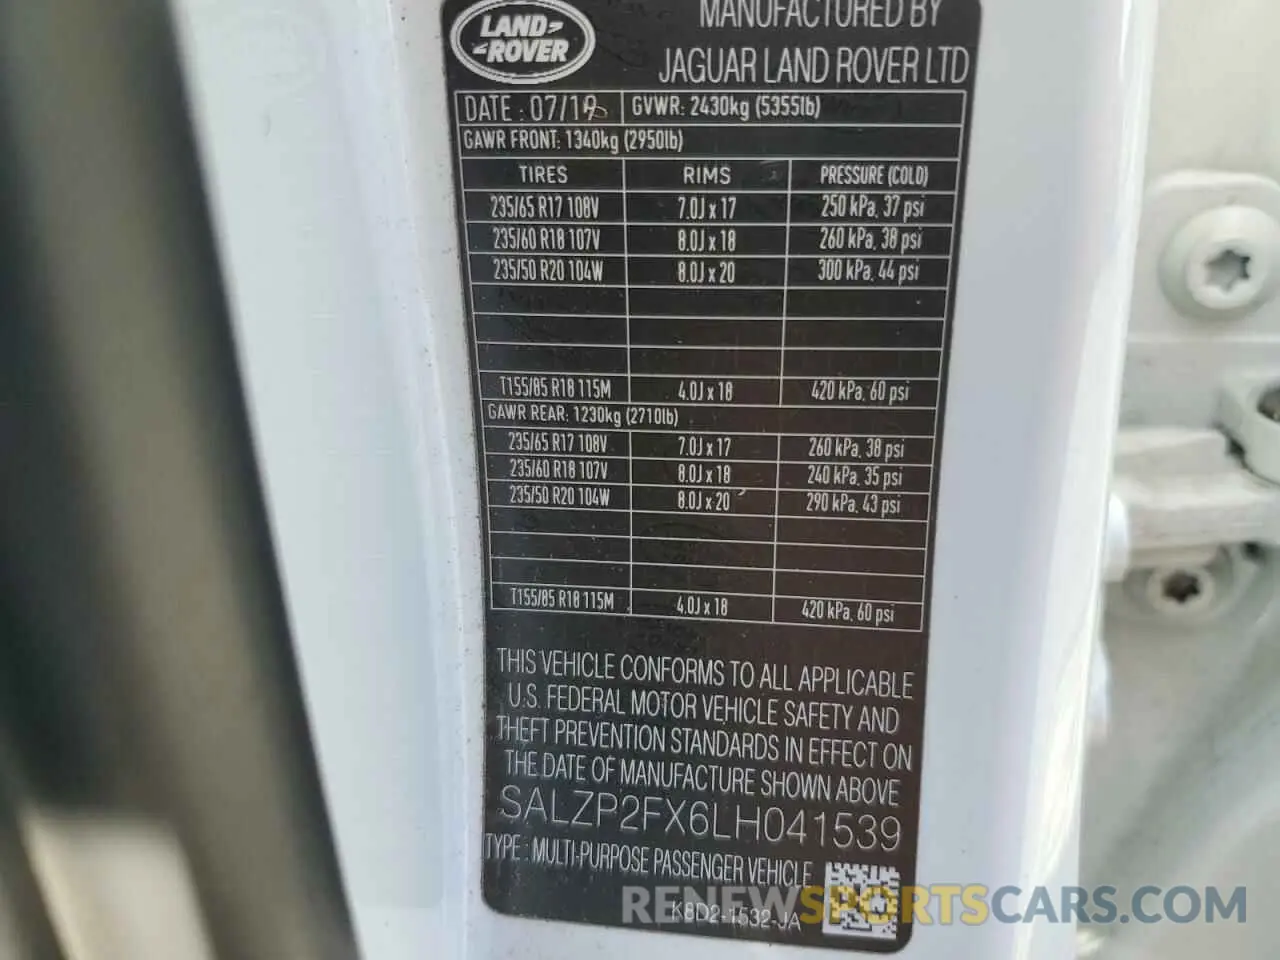 LAND
ROVER
MANUFACTURED BY
JAGUAR LAND ROVER LTD
DATE : 07/19 GVWR: 2430kg (5355lb)
GAWR FRONT: 1340kg (2950lb)
TIRES RIMS PRESSURE (COLD)
235/65 R17 108V 7.0J x 17 250 kPa, 37 psi
235/60 R18 107V 8.0J x 18 260 kPa, 38 psi
235/50 R20 104W 8.0J x 20 300 kPa, 44 psi
T155/85 R18 115M 4.0J x 18 420 kPa, 60 psi
GAWR REAR: 1230kg (2710lb)
235/65 R17 108V 7.0J x 17 260 kPa, 38 psi
235/60 R18 107V 8.0J x 18 240 kPa, 35 psi
235/50 R20 104W 8.0J x 20 290 kPa, 43 psi
T155/85 R18 115M 4.0J x 18 420 kPa, 60 psi
THIS VEHICLE CONFORMS TO ALL APPLICABLE
U.S. FEDERAL MOTOR VEHICLE SAFETY AND
THEFT PREVENTION STANDARDS IN EFFECT ON
THE DATE OF MANUFACTURE SHOWN ABOVE
SALZP2FX6LH041539
TYPE : MULTI-PURPOSE PASSENGER VEHICLE
K8D2-1532-JA
RENEWSPORTSCARS.COM